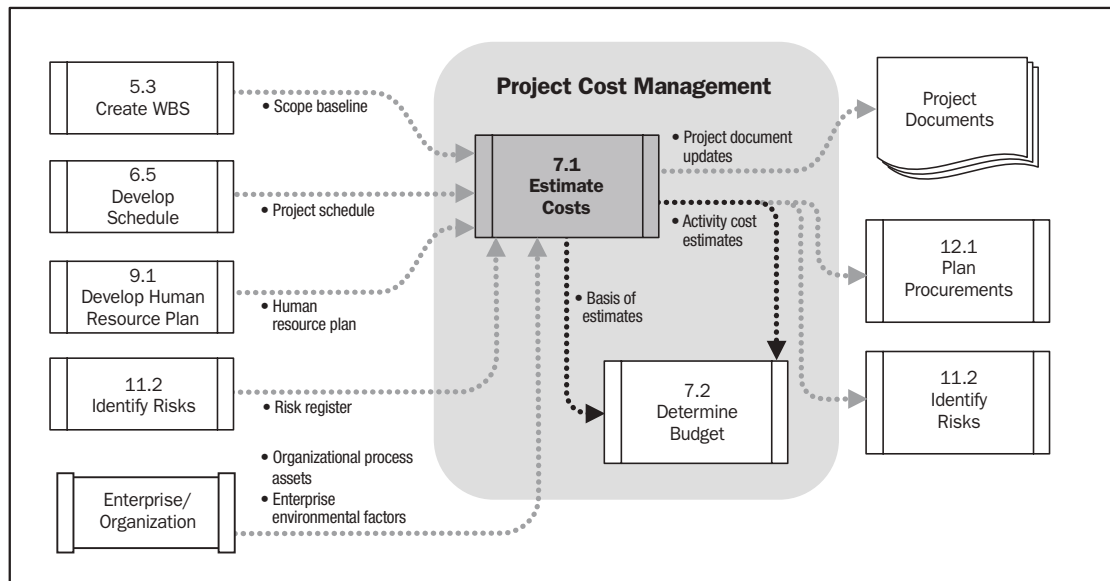 Project Cost Management
5.3
Create WBS
• Scope baseline
6.5
Develop
Schedule
• Project schedule
9.1
Develop Human
Resource Plan
• Human
resource plan
11.2
Identify Risks
• Risk register
Enterprise/
Organization
• Organizational process
assets
• Enterprise
environmental factors
7.1
Estimate
Costs
• Project document
updates
• Activity cost
estimates
• Basis of
estimates
7.2
Determine
Budget
Project
Documents
12.1
Plan
Procurements
11.2
Identify
Risks